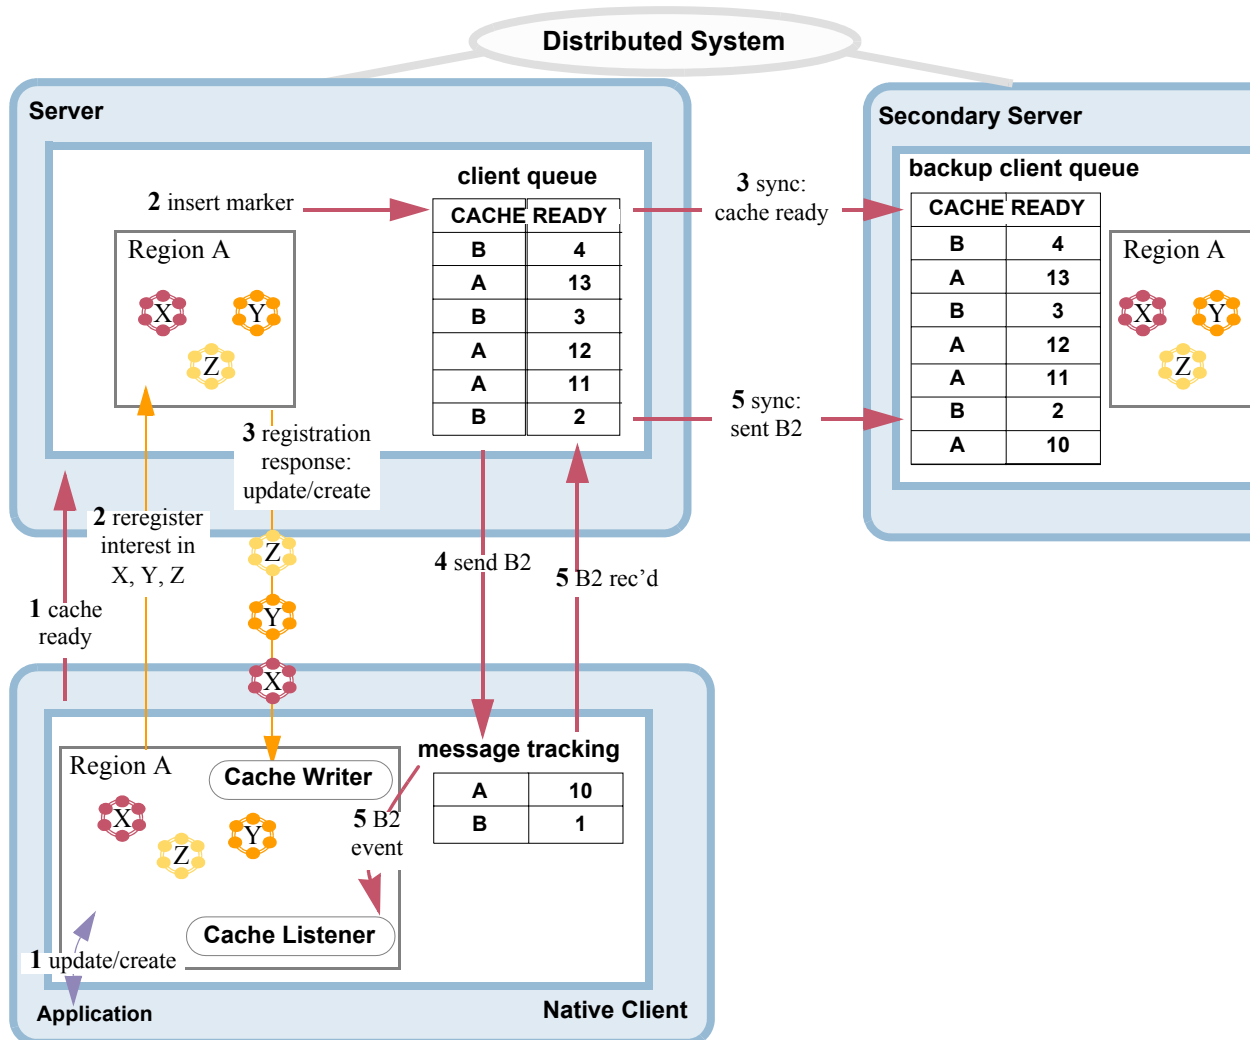 Distributed System
Server
Secondary Server
client queue
backup client queue
2 insert marker
3 sync:
cache ready
CACHE READY
B 4
A 13
B 3
A 12
A 11
B 2
CACHE READY
B 4
A 13
B 3
A 12
A 11
B 2
A 10
Region A
X
Y
Z
Region A
X
Y
Z
3 registration
response:
update/create
5 sync:
sent B2
2 reregister
interest in
X, Y, Z
Z
Y
X
4 send B2
5 B2 rec’d
1 cache
ready
Region A
Cache Writer
message tracking
A 10
B 1
X
Y
Z
5 B2
event
Cache Listener
1 update/create
Application
Native Client